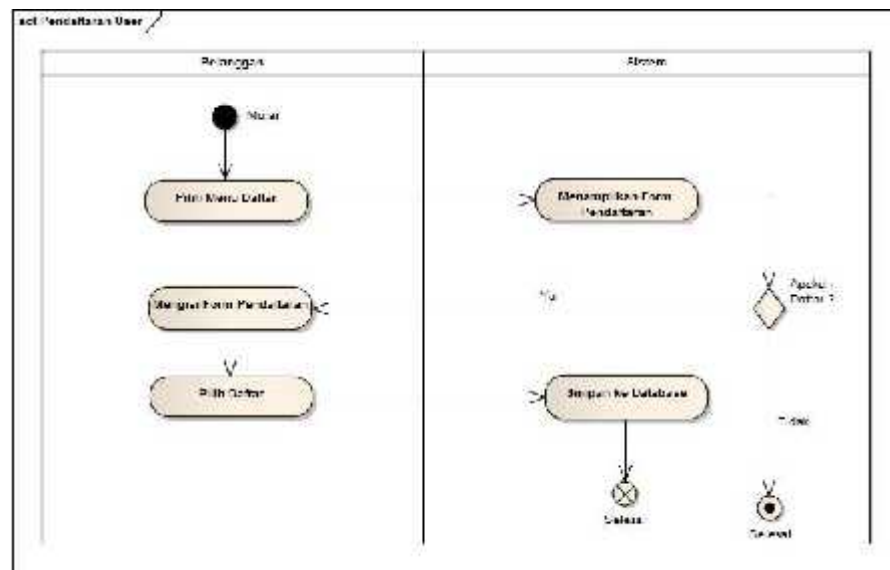 act Pendaftaran User
Pelanggan
Sistem
Mulai
Pilih Menu Daftar
Menampilkan Form
Pendaftaran
Mengisi Form Pendaftaran
Ya
Apakah
Daftar ?
Pilih Daftar
Simpan Ke Database
Tidak
Selesai
Selesai